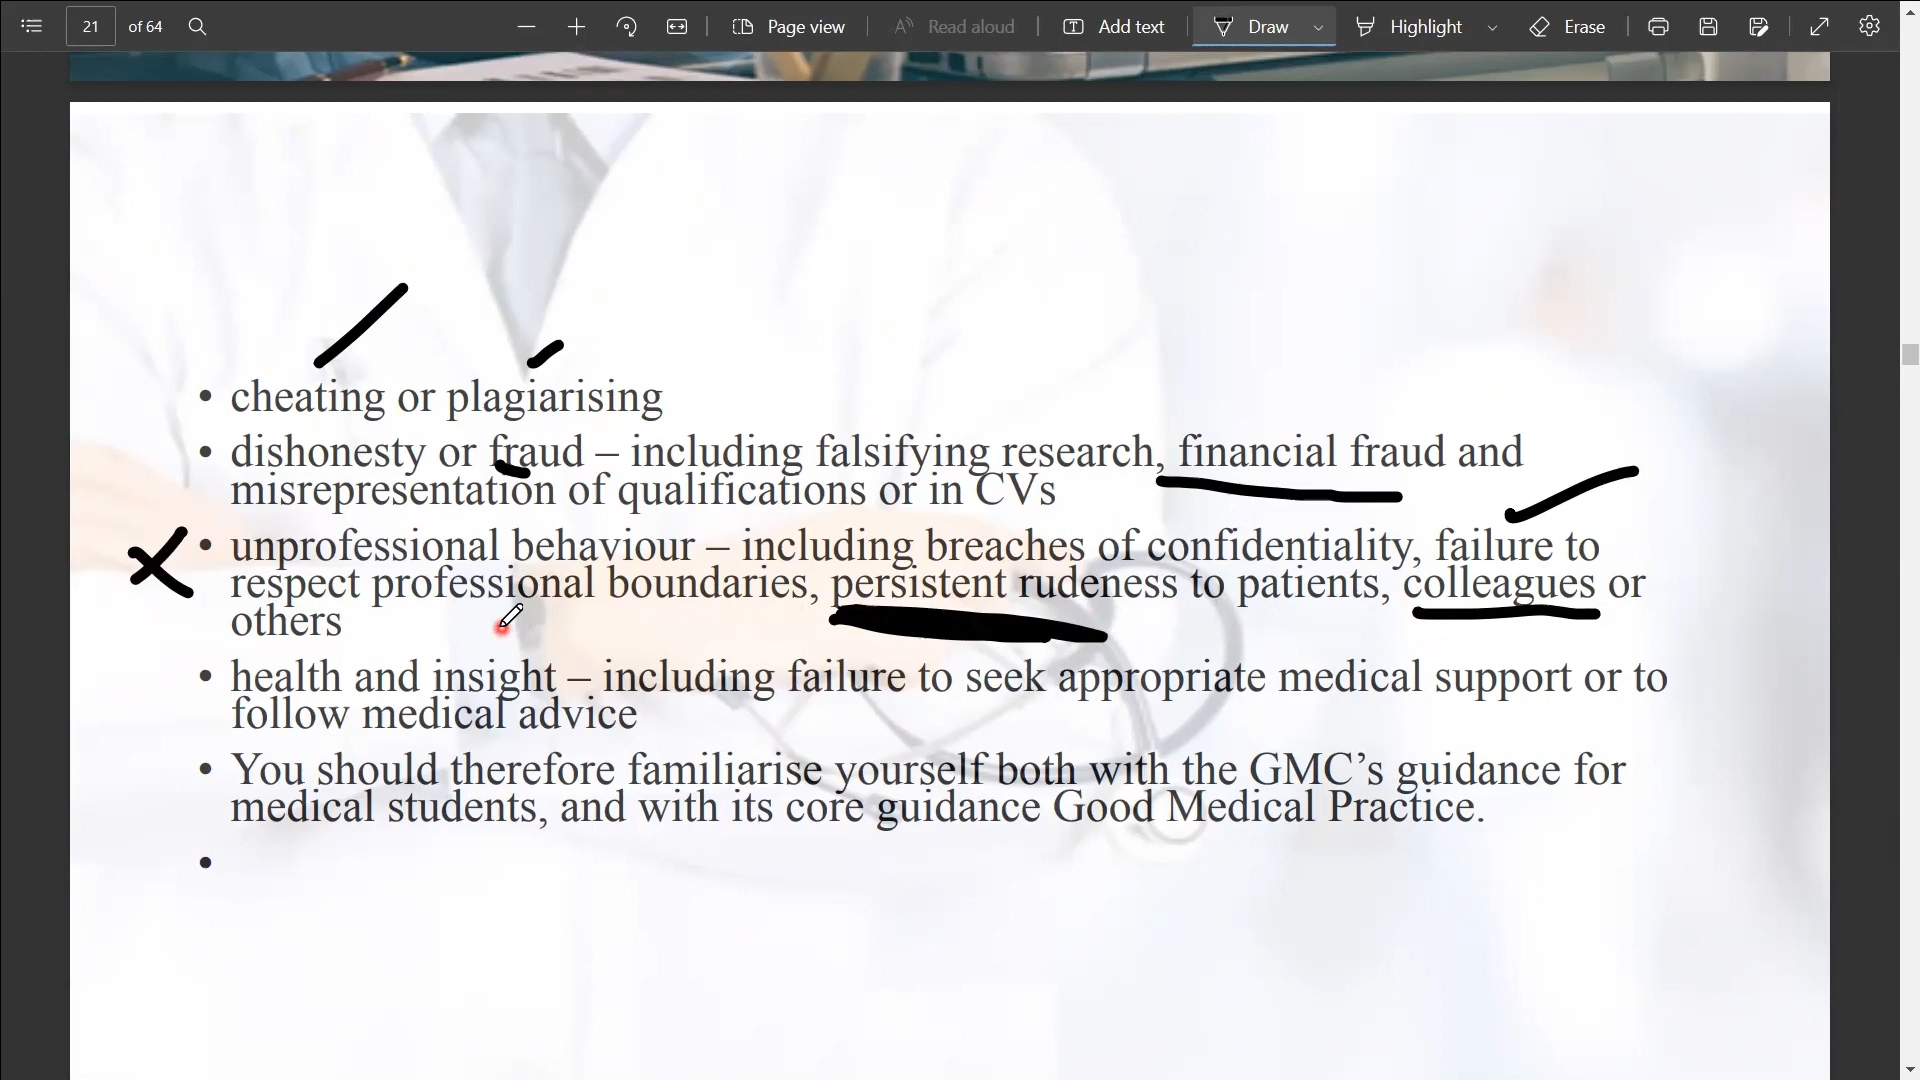 21 of 64 Page view Read aloud Add text Draw Highlight Erase
• cheating or plagiarising
• dishonesty or fraud – including falsifying research, financial fraud and
misrepresentation of qualifications or in CVs
• unprofessional behaviour – including breaches of confidentiality, failure to
respect professional boundaries, persistent rudeness to patients, colleagues or
others
• health and insight – including failure to seek appropriate medical support or to
follow medical advice
• You should therefore familiarise yourself both with the GMC’s guidance for
medical students, and with its core guidance Good Medical Practice.
•